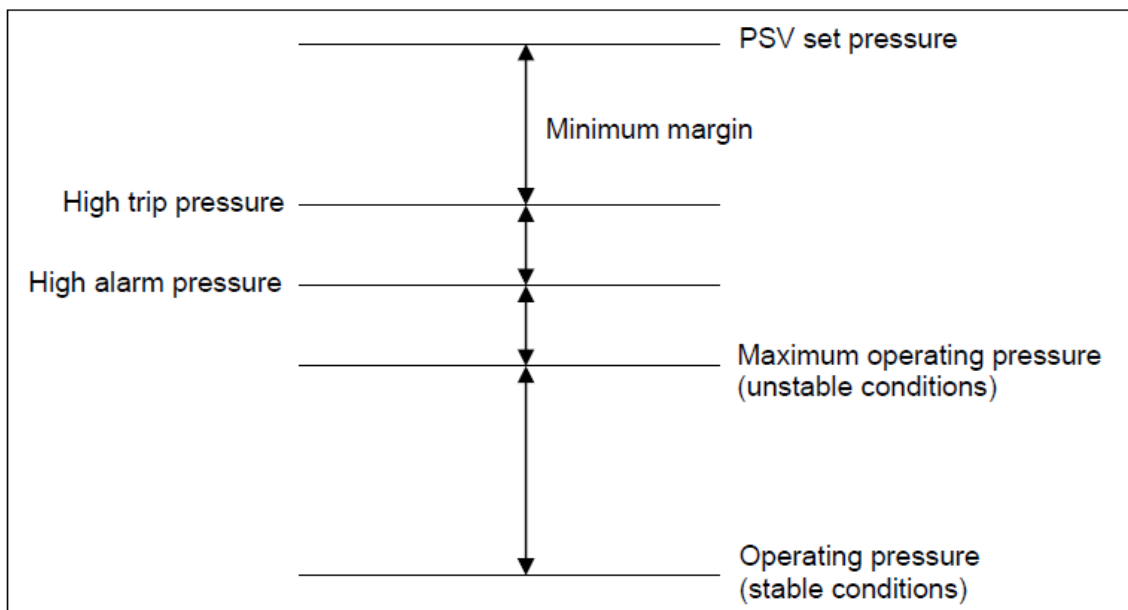 PSV set pressure
Minimum margin
High trip pressure
High alarm pressure
Maximum operating pressure
(unstable conditions)
Operating pressure
(stable conditions)